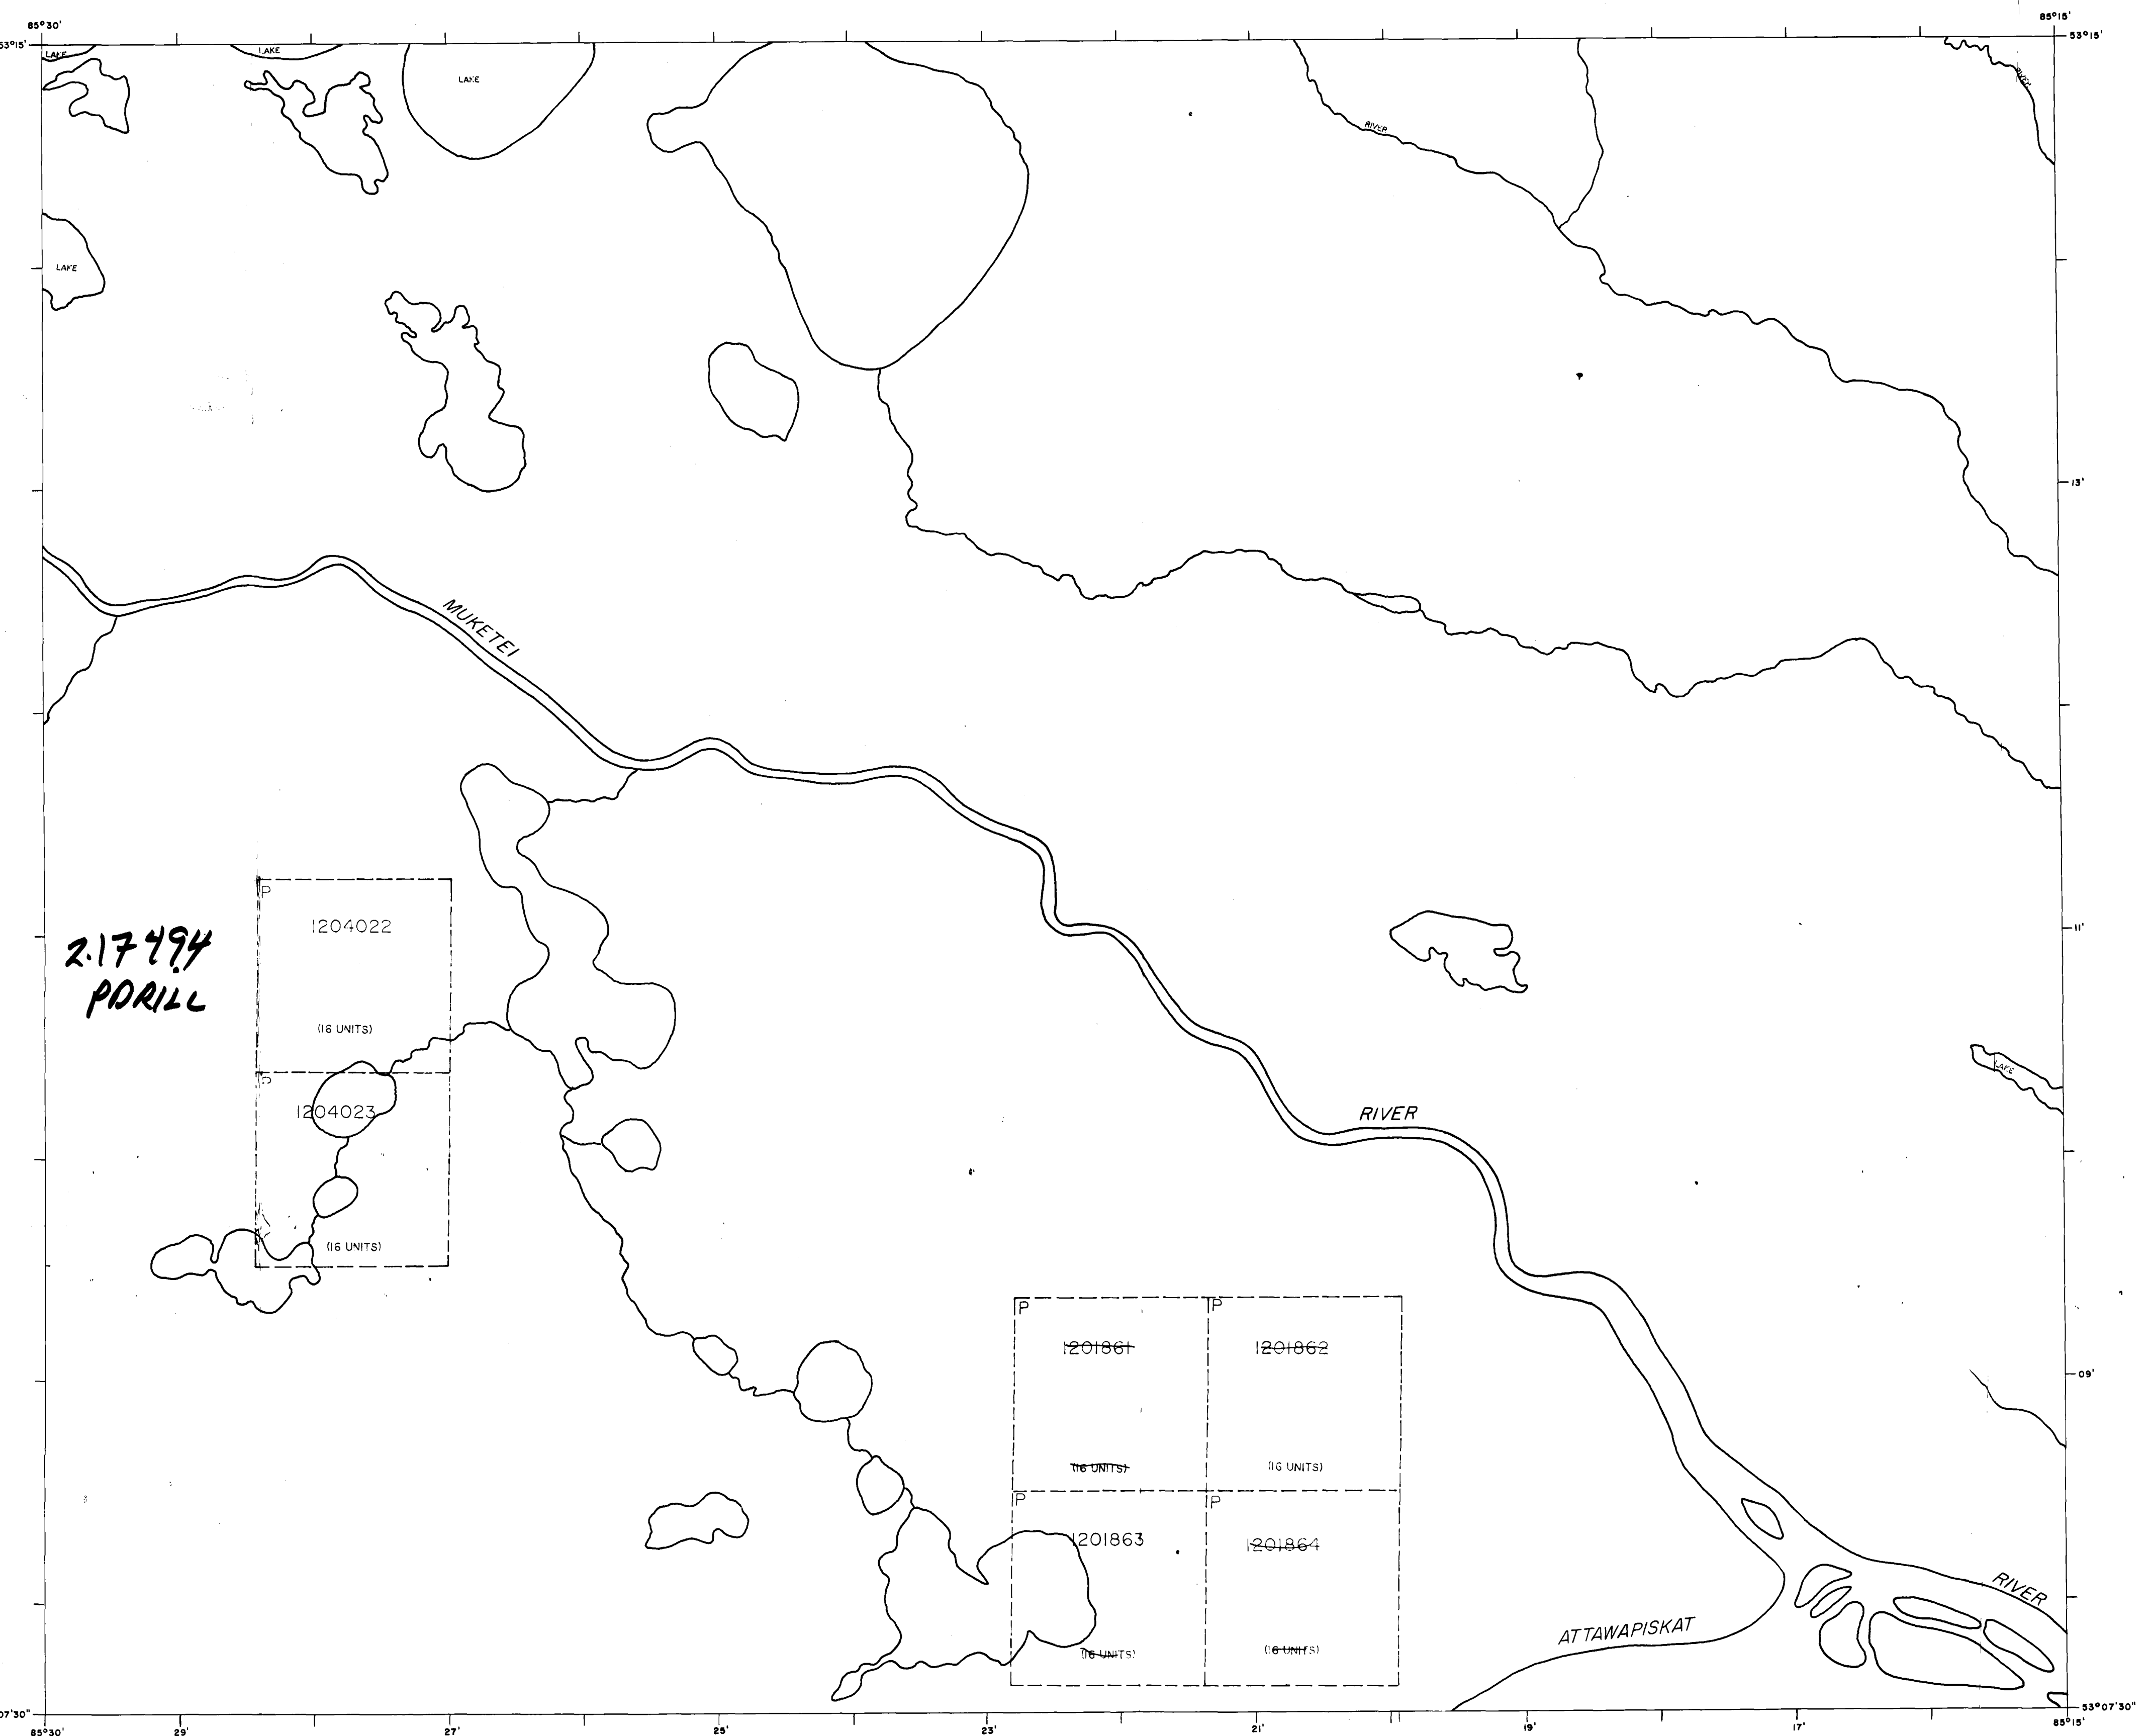 85°30'
85°15'
53°15'
53°15'
LAKE
LAKE
LAKE
RIVER
RIVER
LAKE
13'
MUKETEI
P
1204022
2.17494
PDRILL
11'
(16 UNITS)
LAKE
P
1204023
RIVER
(16 UNITS)
P
P
1201861
1201862
09'
(16 UNITS)
(16 UNITS)
P
P
1201863
1201864
RIVER
ATTAWAPISKAT
(16 UNITS)
(16 UNITS)
07'30"
53°07'30"
85°30'
29'
27'
25'
23'
21'
19'
17'
85°15'